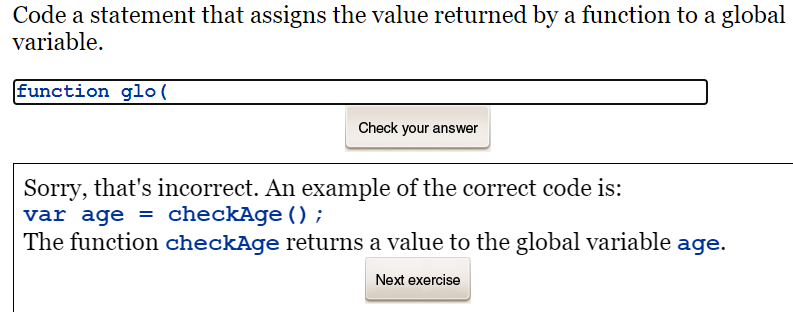 Code a statement that assigns the value returned by a function to a global
variable.
function glo(
Check your answer
Sorry, that's incorrect. An example of the correct code is:
var age = checkAge();
The function checkAge returns a value to the global variable age.
Next exercise